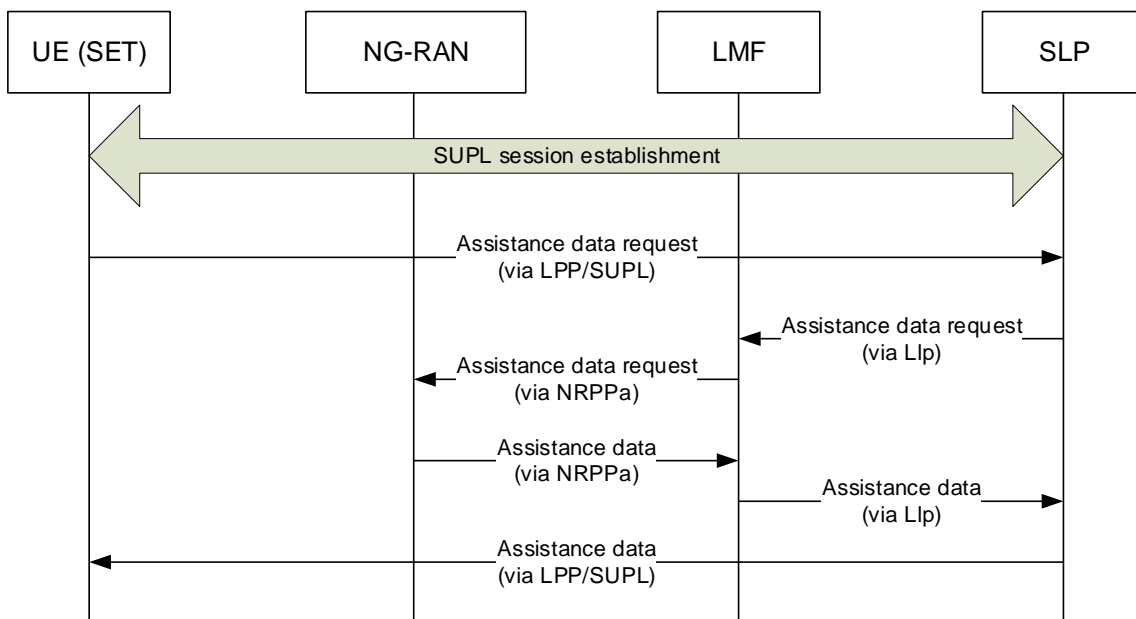 UE (SET)
NG-RAN
LMF
SLP
SUPL session establishment
Assistance data request
(via LPP/SUPL)
Assistance data request
(via Llp)
Assistance data request
(via NRPPa)
Assistance data
(via NRPPa)
Assistance data
(via Llp)
Assistance data
(via LPP/SUPL)